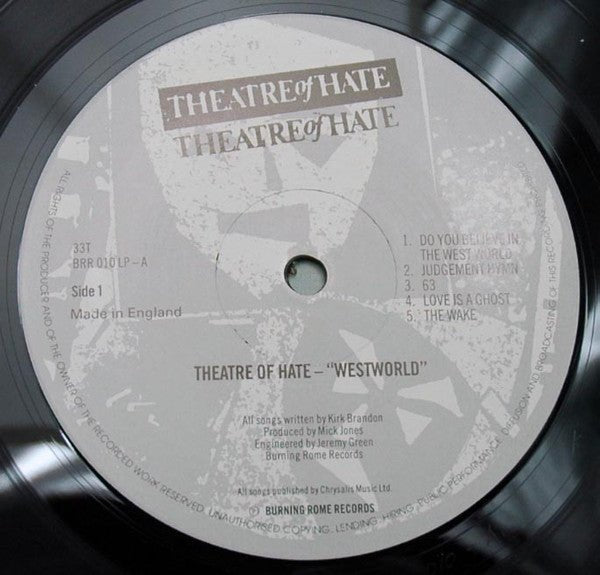 THEATRE of HATE
THEATRE of HATE
33T
BRR 010 LP – A
Side 1
Made in England
1. DO YOU BELIEVE IN
THE WEST WORLD
2. JUDGEMENT HYMN
3. 63
4. LOVE IS A GHOST
5. THE WAKE
THEATRE OF HATE – "WESTWORLD"
All songs written by Kirk Brandon
Produced by Mick Jones
Engineered by Jeremy Green
Burning Rome Records
All songs published by Chrysalis Music Ltd.
Ⓟ BURNING ROME RECORDS
ALL RIGHTS OF THE PRODUCER AND OF THE OWNER OF THE RECORDED WORK RESERVED. UNAUTHORISED COPYING, LENDING, HIRING, PUBLIC PERFORMANCE, DIFFUSION AND BROADCASTING OF THIS RECORD